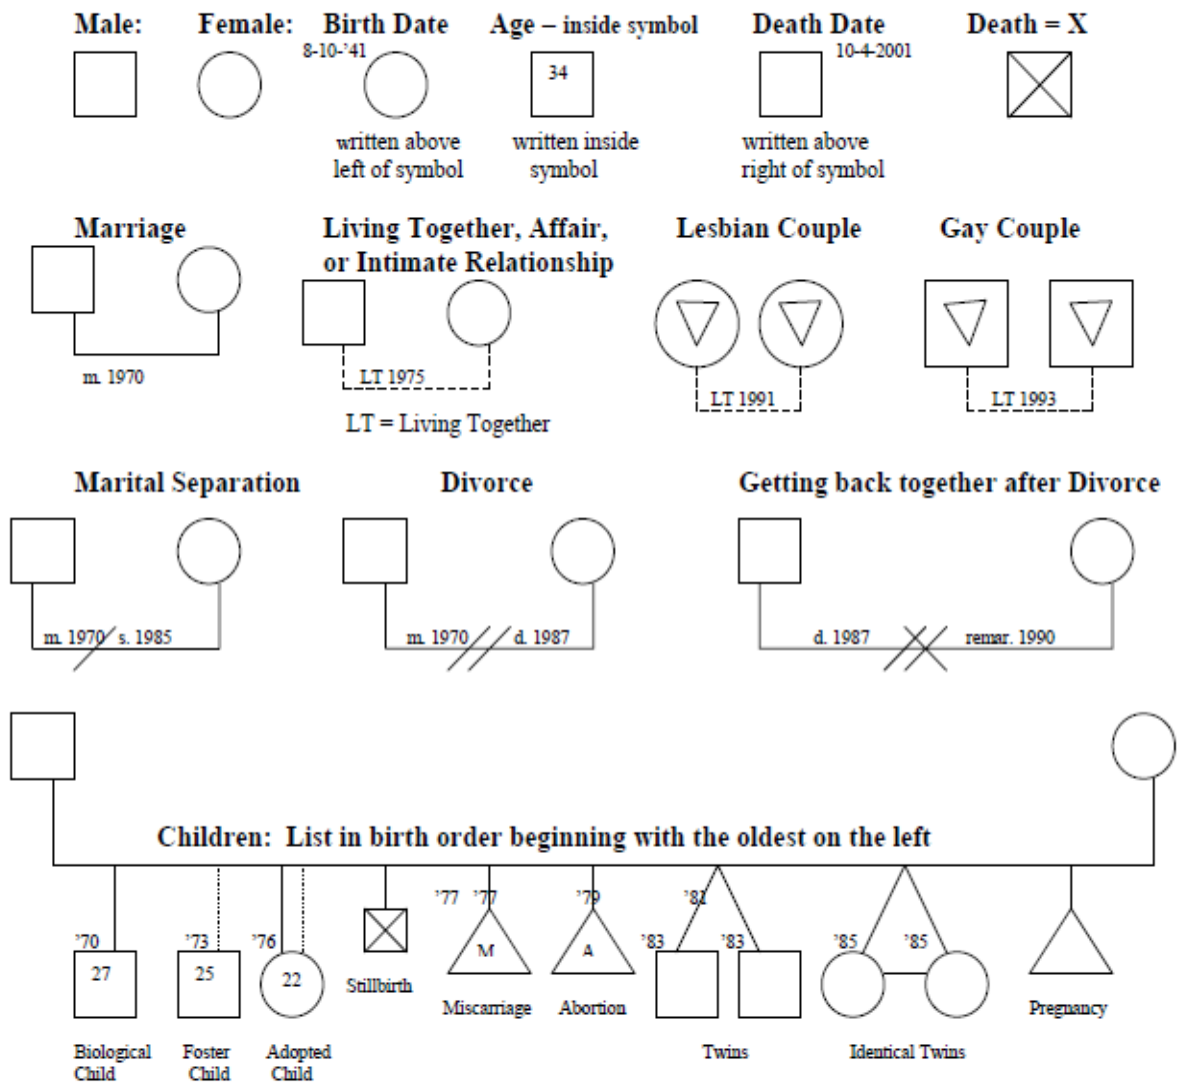 Male:
Female:
Birth Date
Age – inside symbol
Death Date
Death = X
8-10-’41
34
10-4-2001
written above
left of symbol
written inside
symbol
written above
right of symbol
Marriage
Living Together, Affair,
or Intimate Relationship
Lesbian Couple
Gay Couple
m. 1970
LT 1975
LT 1991
LT 1993
LT = Living Together
Marital Separation
Divorce
Getting back together after Divorce
m. 1970
s. 1985
m. 1970
d. 1987
d. 1987
remar. 1990
Children: List in birth order beginning with the oldest on the left
’70
’73
’76
’77
’77
’79
’81
’83
’83
’85
’85
27
25
22
M
A
Stillbirth
Miscarriage
Abortion
Pregnancy
Biological
Child
Foster
Child
Adopted
Child
Twins
Identical Twins